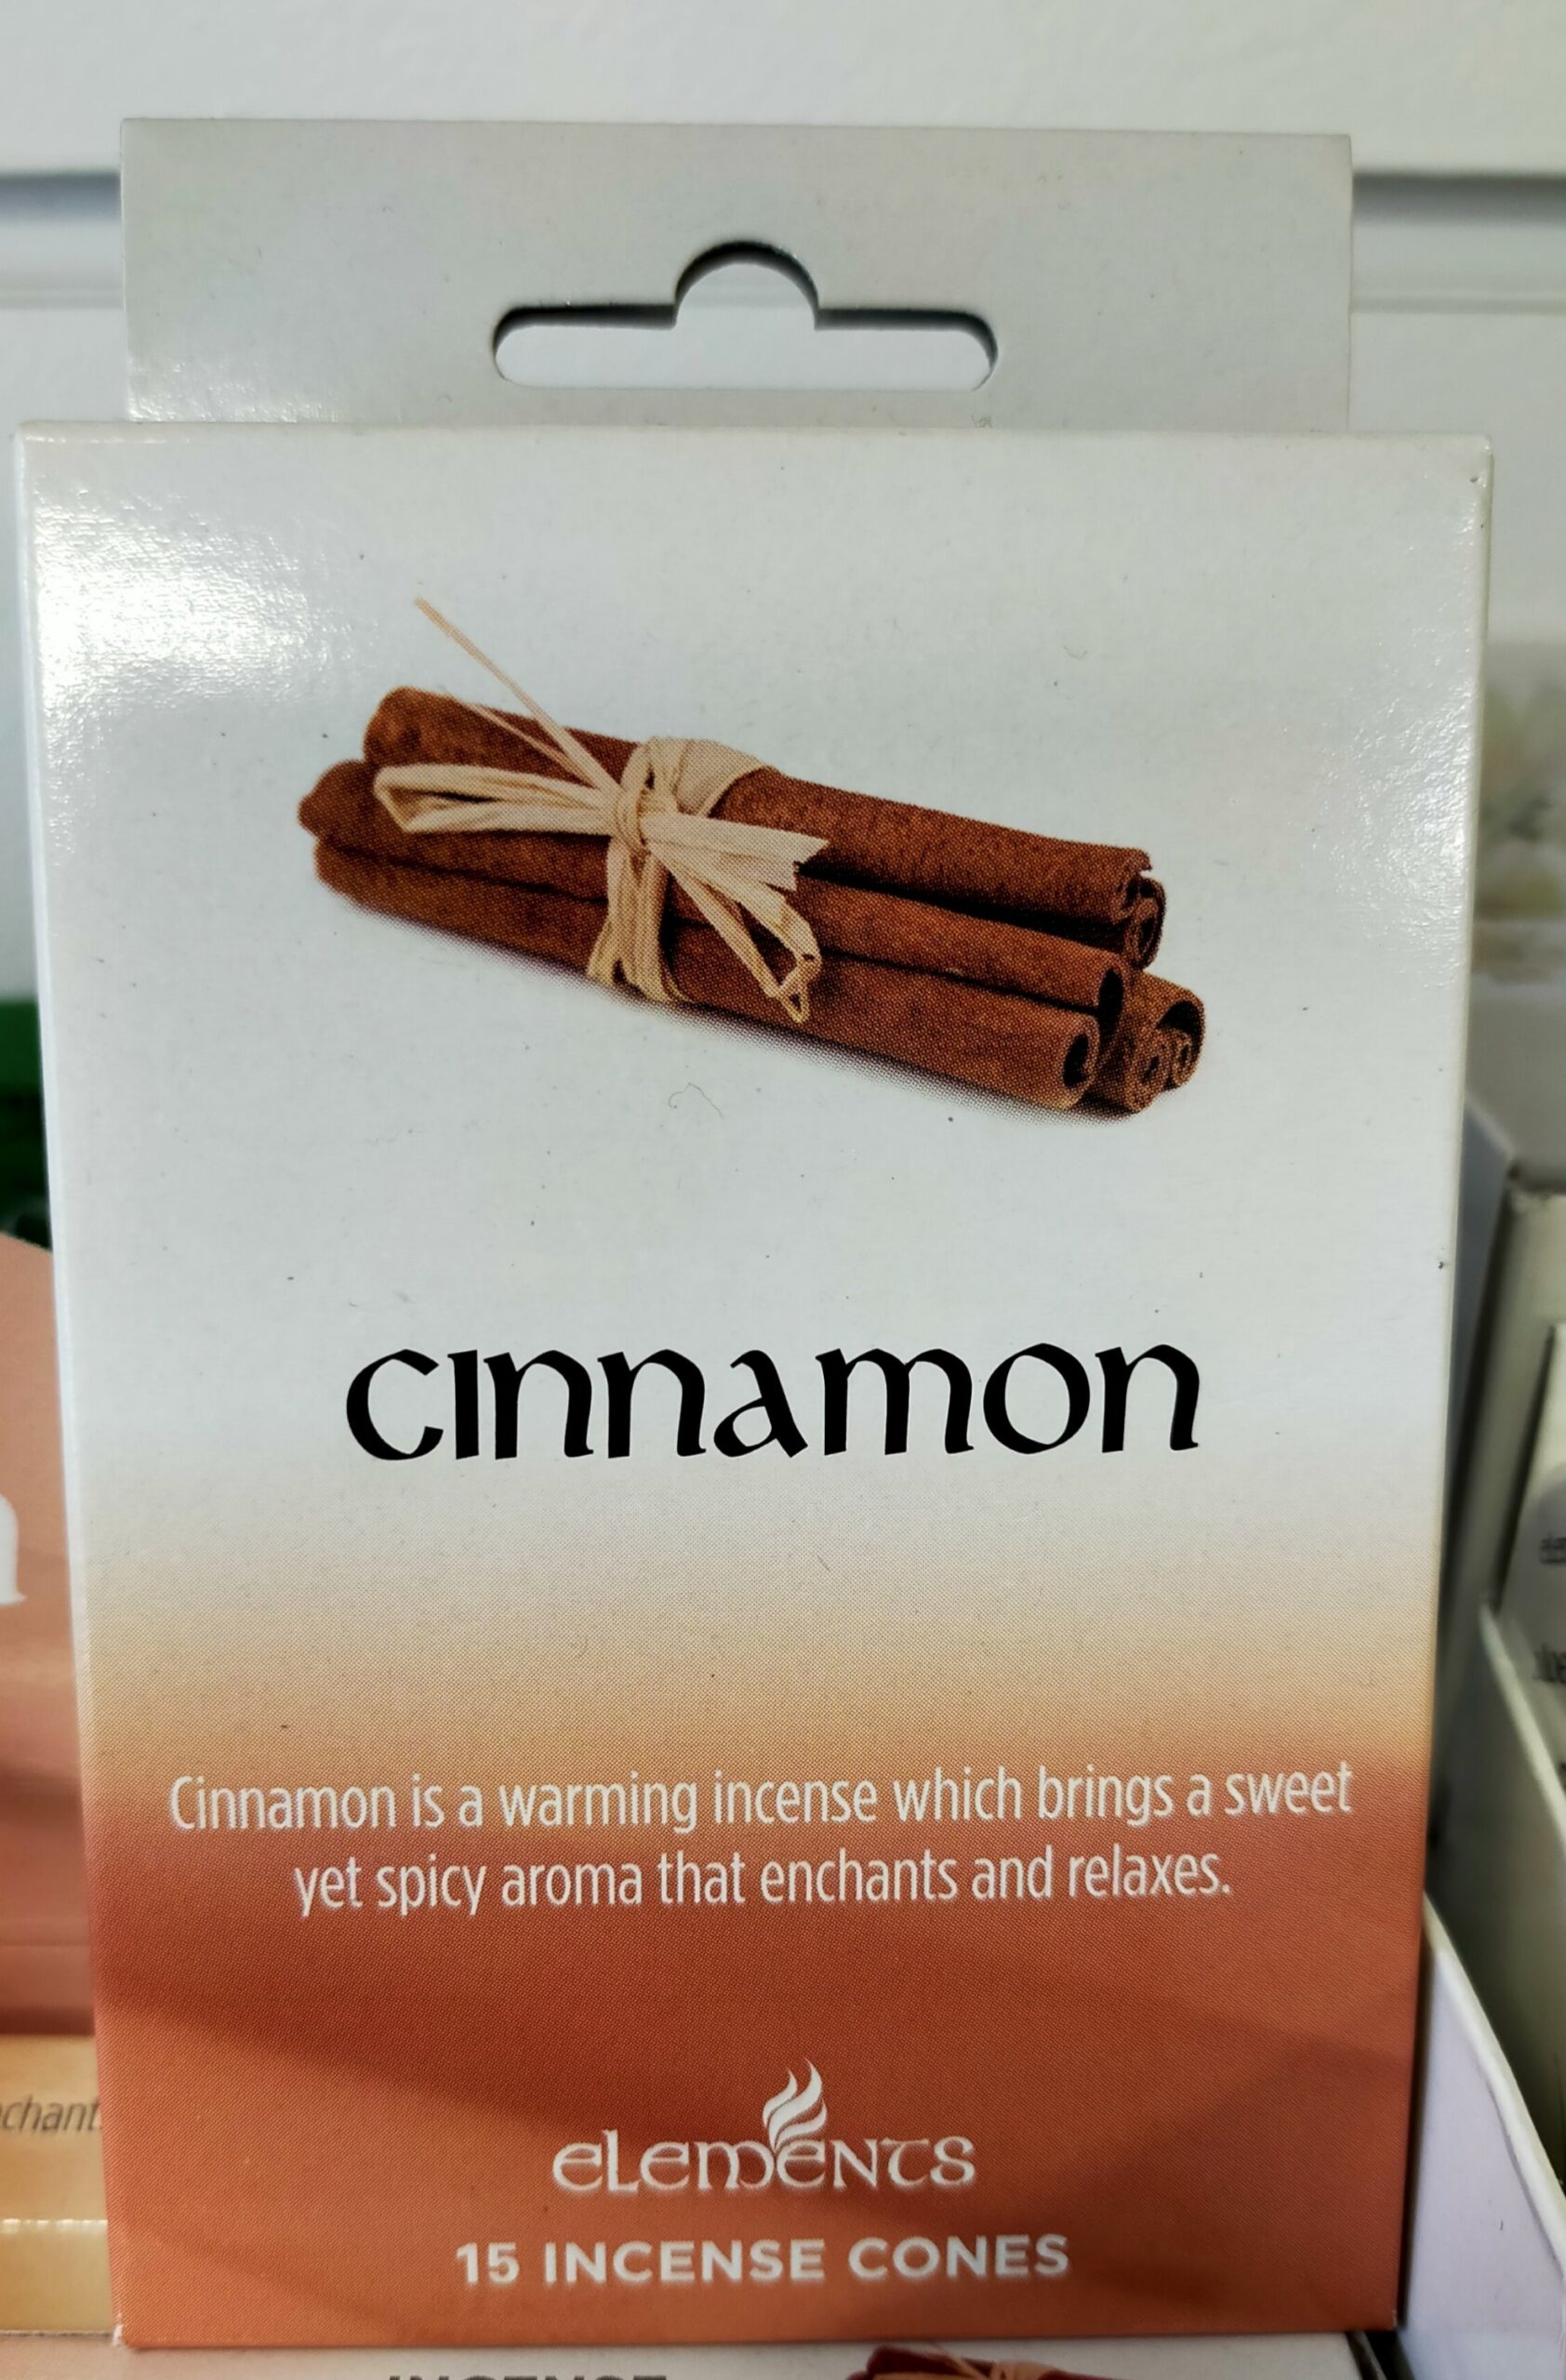 cinnamon
Cinnamon is a warming incense which brings a sweet
yet spicy aroma that enchants and relaxes.
elements
15 INCENSE CONES
INCENSE